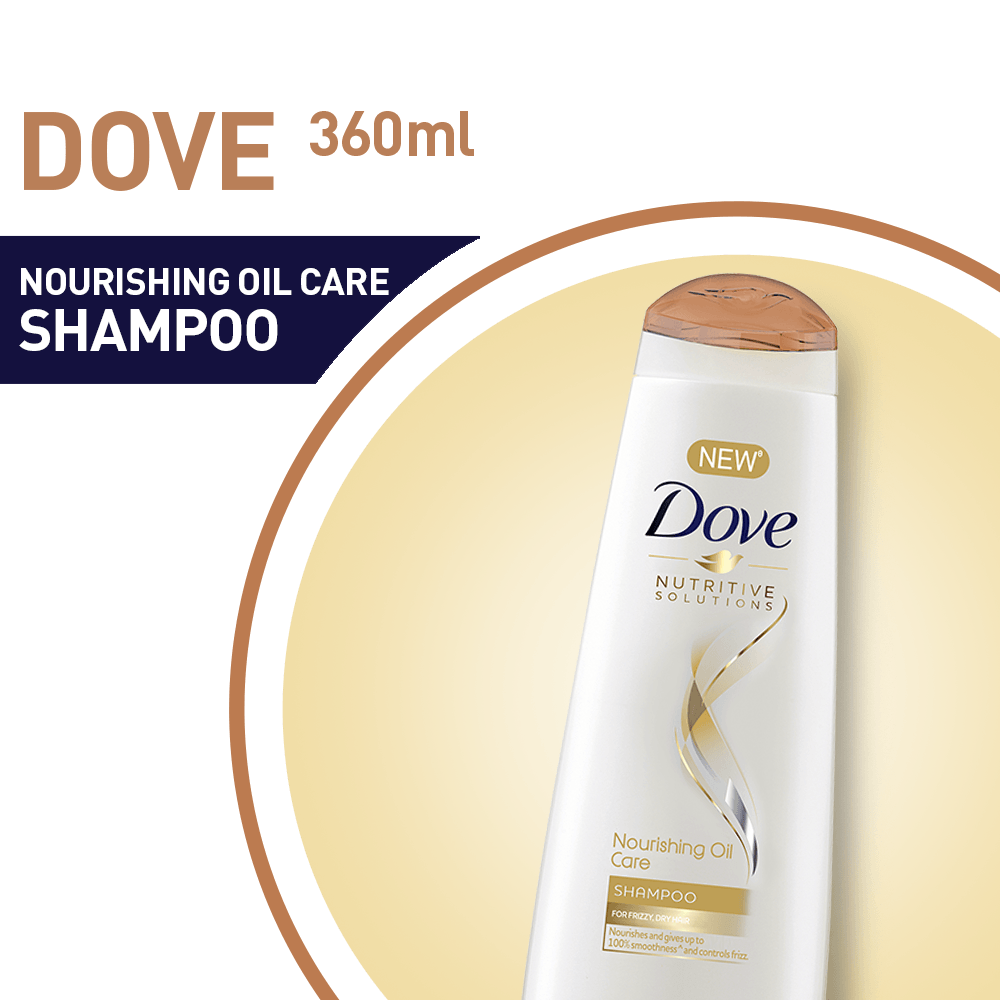 DOVE 360ml
NOURISHING OIL CARE
SHAMPOO
NEW
Dove
NUTRITIVE
SOLUTIONS
Nourishing Oil
Care
SHAMPOO
FOR FRIZZY, DRY HAIR
Nourishes and gives up to
100% smoothness^ and controls frizz.